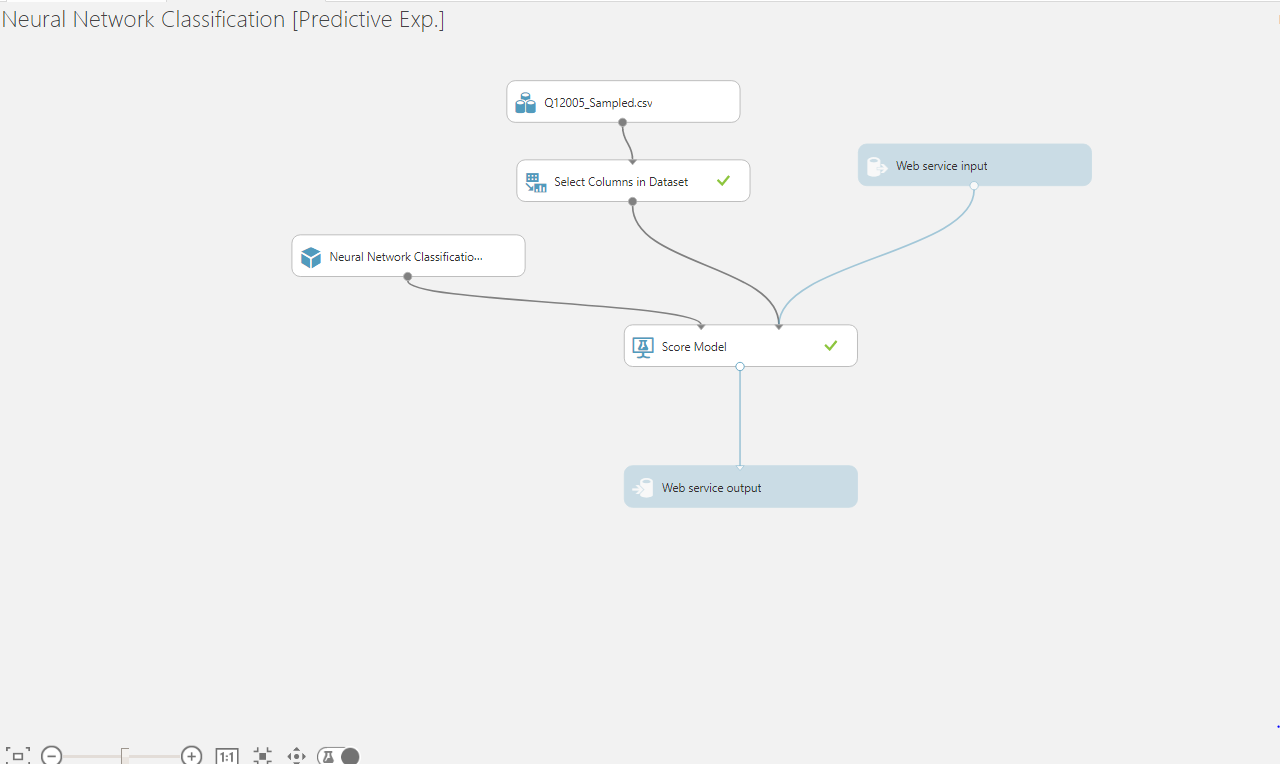 Neural Network Classification [Predictive Exp.]
Q12005_Sampled.csv
Select Columns in Dataset
Web service input
Neural Network Classificatio...
Score Model
Web service output
1:1